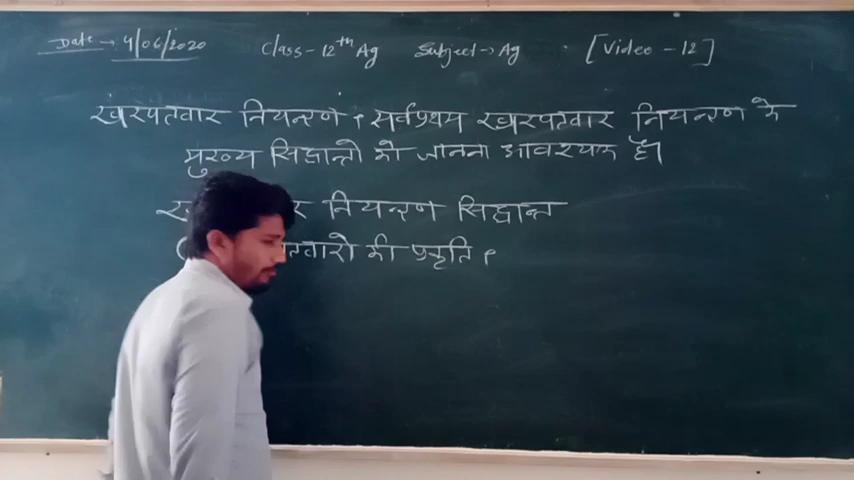 Date → 4/06/2020 Class - 12th Ag Subject → Ag [Video - 12]
खरपतवार नियन्त्रण, सर्वप्रथम खरपतवार नियन्त्रण के
मुख्य सिद्धान्तो को जानना आवश्यक है।
नियन्त्रण सिद्धान्त
की प्रकृति,